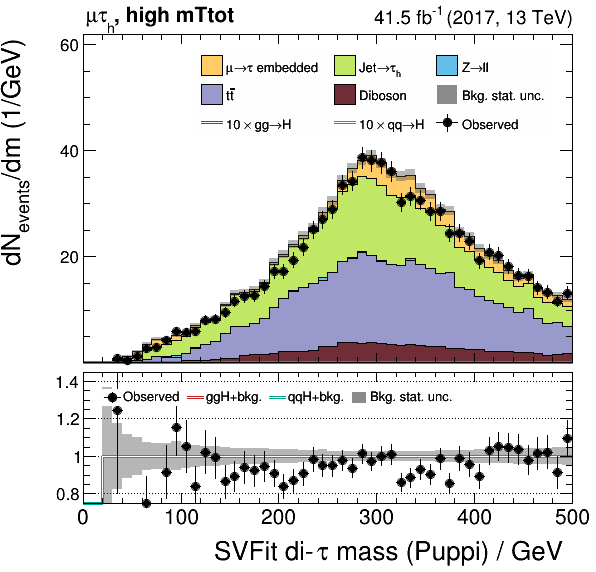 μτh, high mTtot 41.5 fb⁻¹ (2017, 13 TeV)
60
μ→τ embedded Jet→τh Z→ll
tt̄ Diboson Bkg. stat. unc.
10 × gg→H 10 × qq→H Observed
40
20
dNevents/dm (1/GeV)
1.4
Observed ggH+bkg. qqH+bkg. Bkg. stat. unc.
1.2
1
0.8
0 100 200 300 400 500
SVFit di-τ mass (Puppi) / GeV